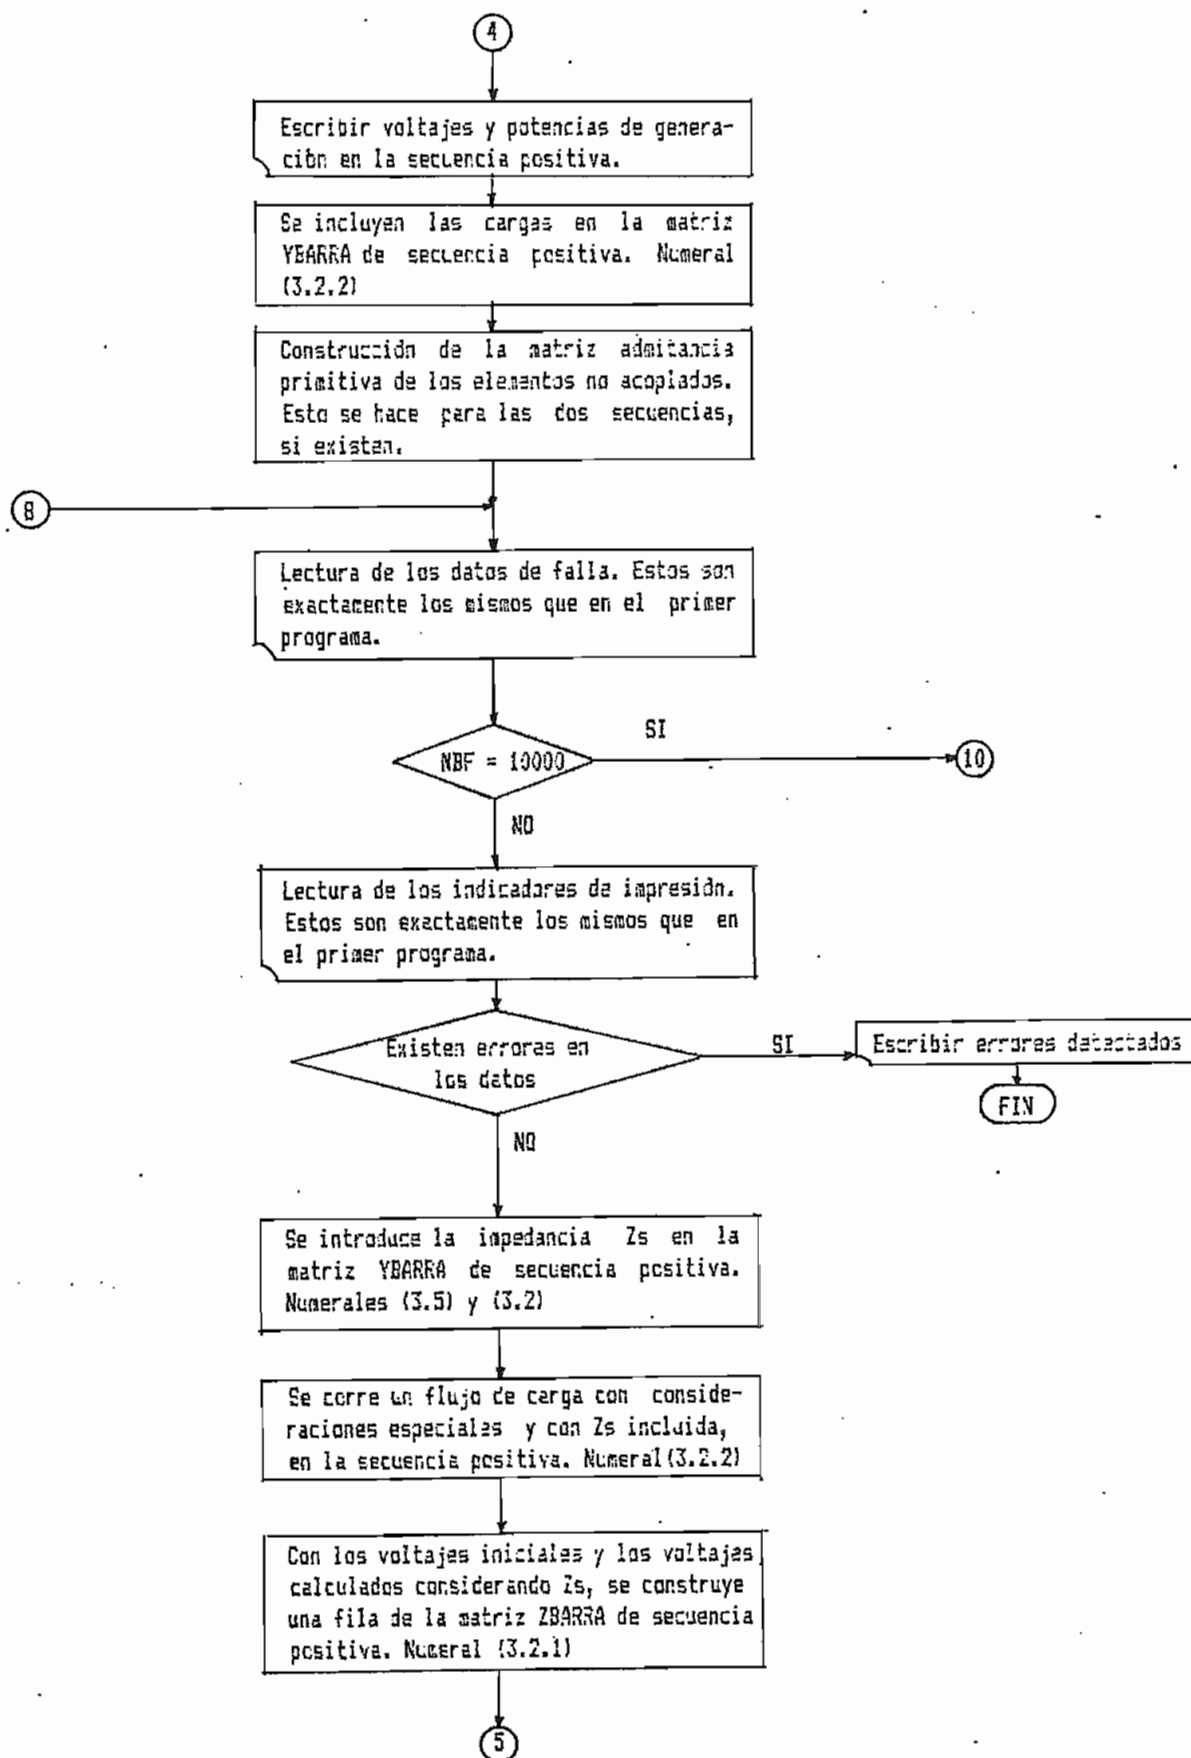 4
Escribir voltajes y potencias de genera-
ción en la secuencia positiva.
Se incluyen las cargas en la matriz
YBARRA de secuencia positiva. Numeral
(3.2.2)
Construcción de la matriz admitancia
primitiva de los elementos no acoplados.
Esto se hace para las dos secuencias,
si existen.
8
Lectura de los datos de falla. Estos son
exactamente los mismos que en el primer
programa.
SI
NBF = 10000
10
NO
Lectura de los indicadores de impresión.
Estos son exactamente los mismos que en
el primer programa.
Existen errores en
los datos
SI
Escribir errores detectados
FIN
NO
Se introduce la impedancia Zs en la
matriz YBARRA de secuencia positiva.
Numerales (3.5) y (3.2)
Se corre un flujo de carga con conside-
raciones especiales y con Zs incluida,
en la secuencia positiva. Numeral (3.2.2)
Con los voltajes iniciales y los voltajes
calculados considerando Zs, se construye
una fila de la matriz ZBARRA de secuencia
positiva. Numeral (3.2.1)
5